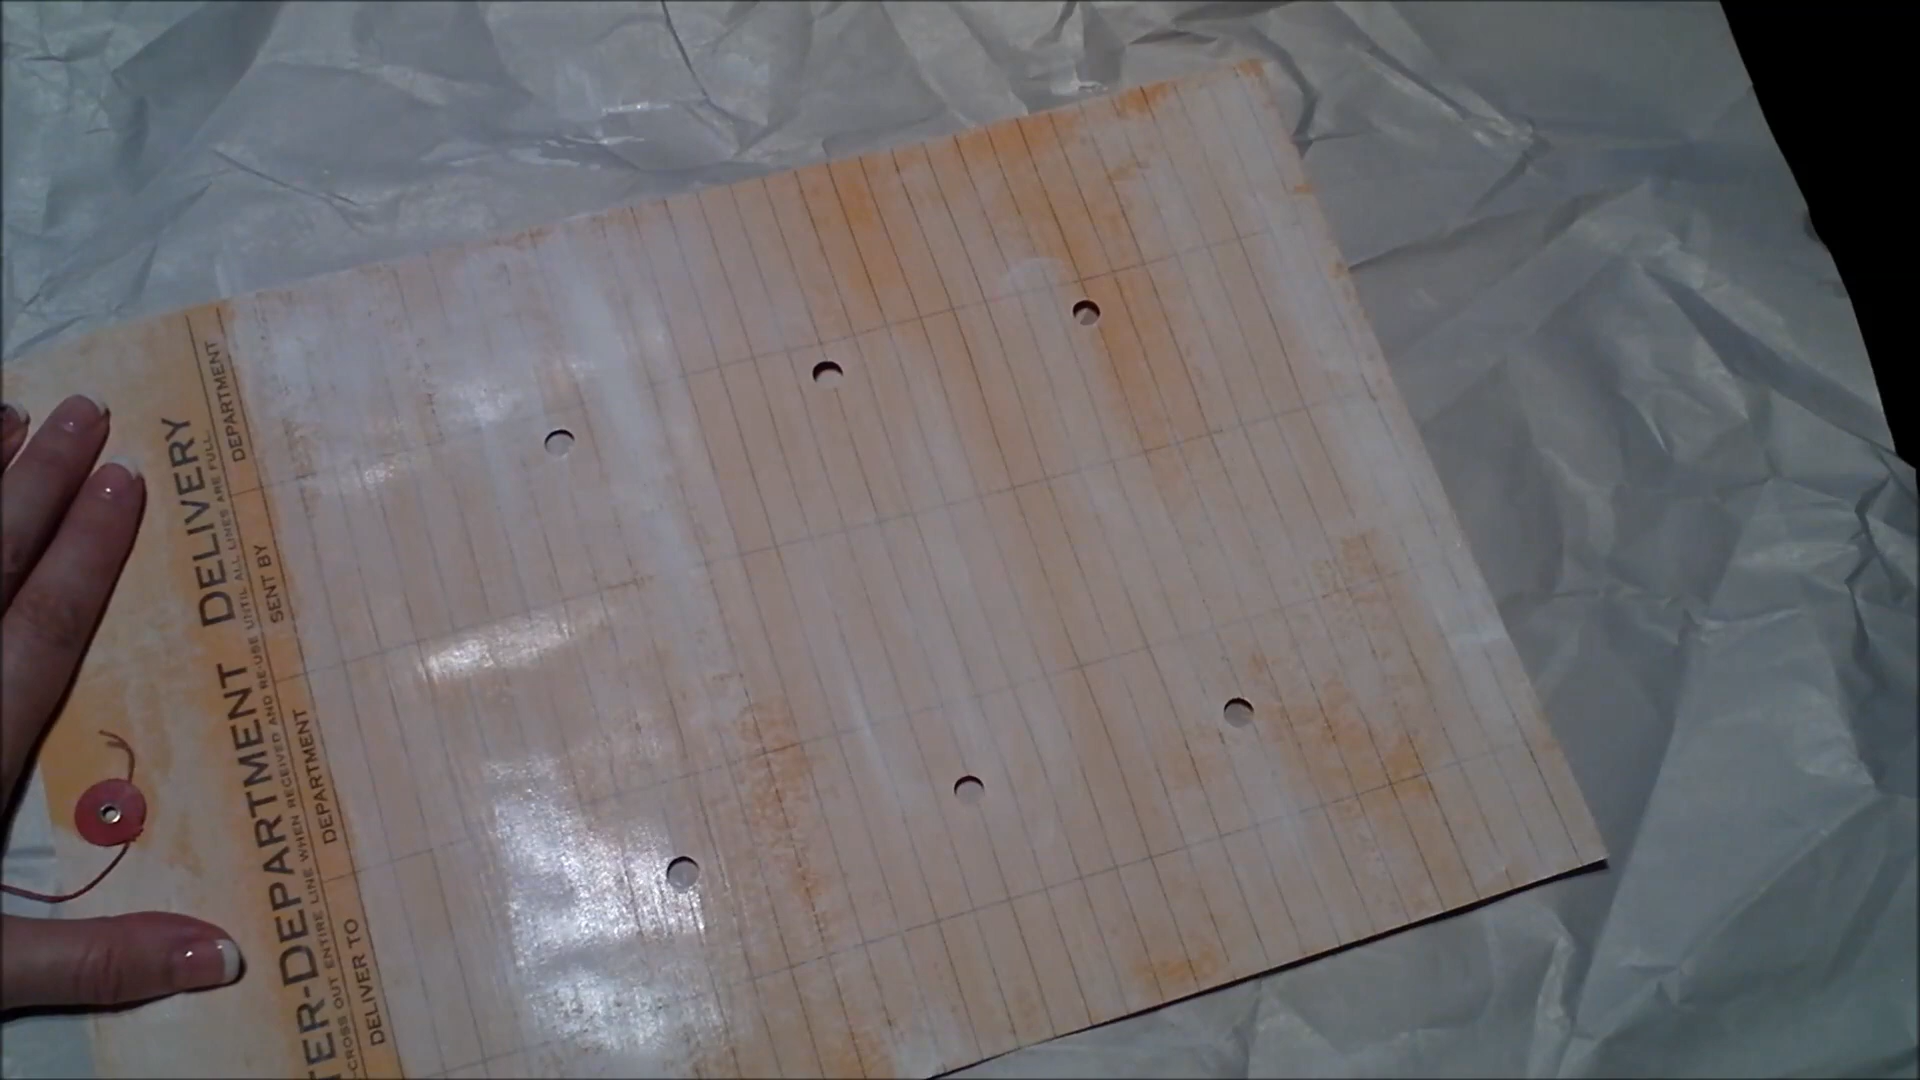 TER-DEPARTMENT DELIVERY
-CROSS OUT ENTIRE LINE WHEN RECEIVED AND RE-USE UNTIL ALL LINES ARE FULL.
DELIVER TO DEPARTMENT SENT BY DEPARTMENT